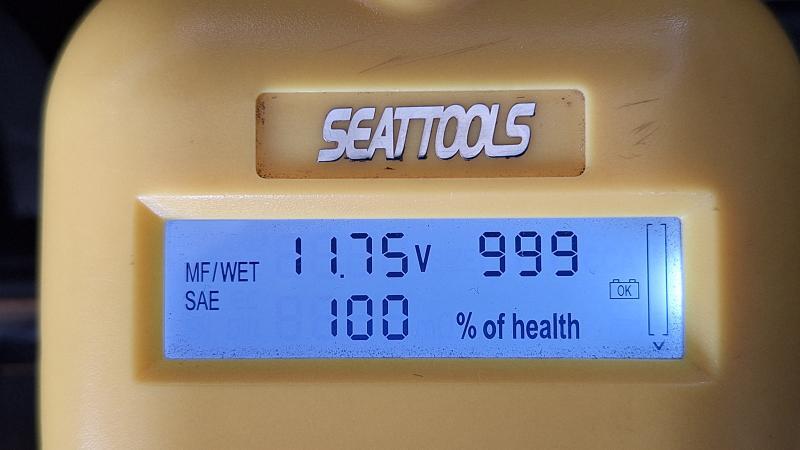 SEATTOOLS
MF/WET 11.75V 999
SAE
OK
100 % of health